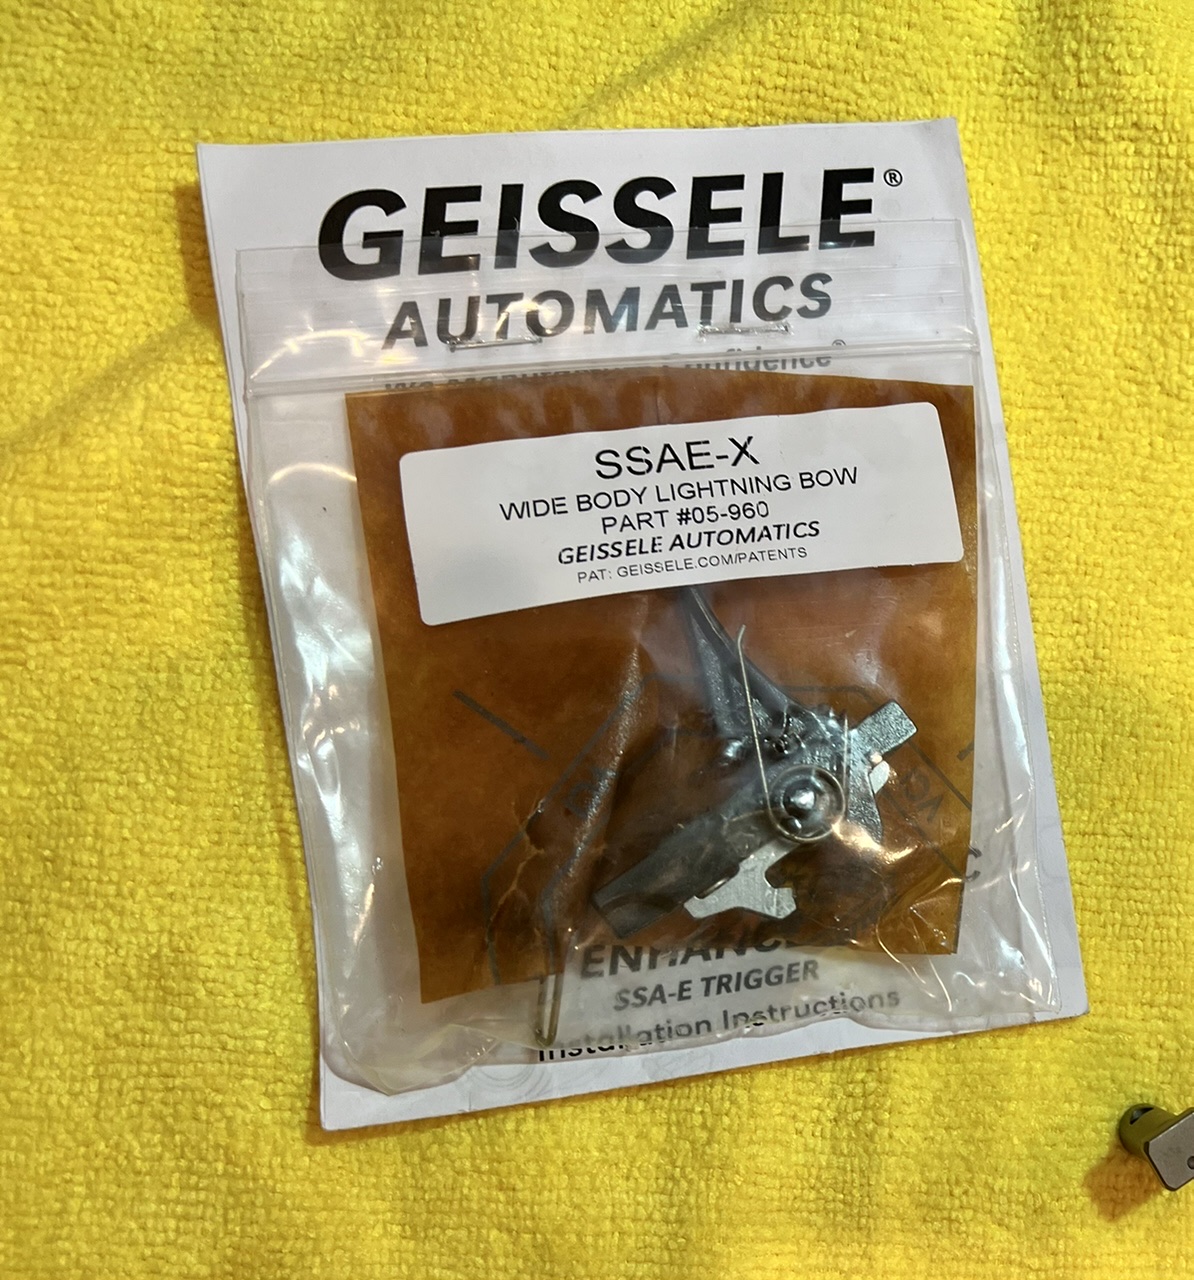 GEISSELE®
AUTOMATICS
Confidence®
SSAE-X
WIDE BODY LIGHTNING BOW
PART #05-960
GEISSELE AUTOMATICS
PAT: GEISSELE.COM/PATENTS
SSA-E TRIGGER
Installation Instructions